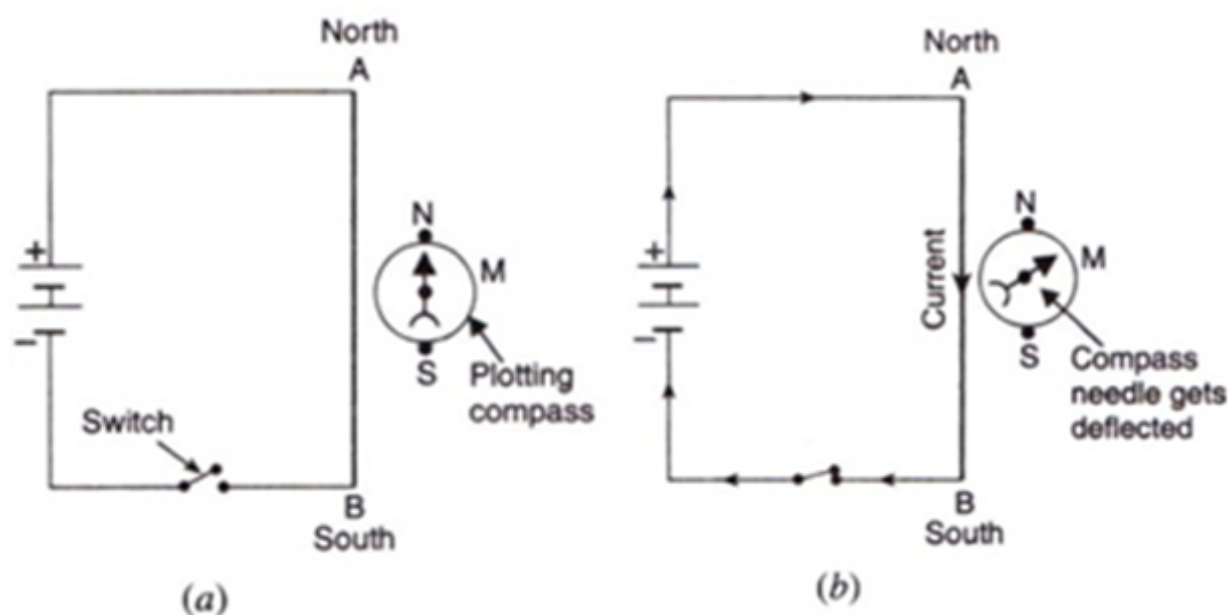 North
A
+
−
N
M
S
Plotting
compass
Switch
B
South
(a)
North
A
+
−
Current
N
M
S
Compass
needle gets
deflected
B
South
(b)